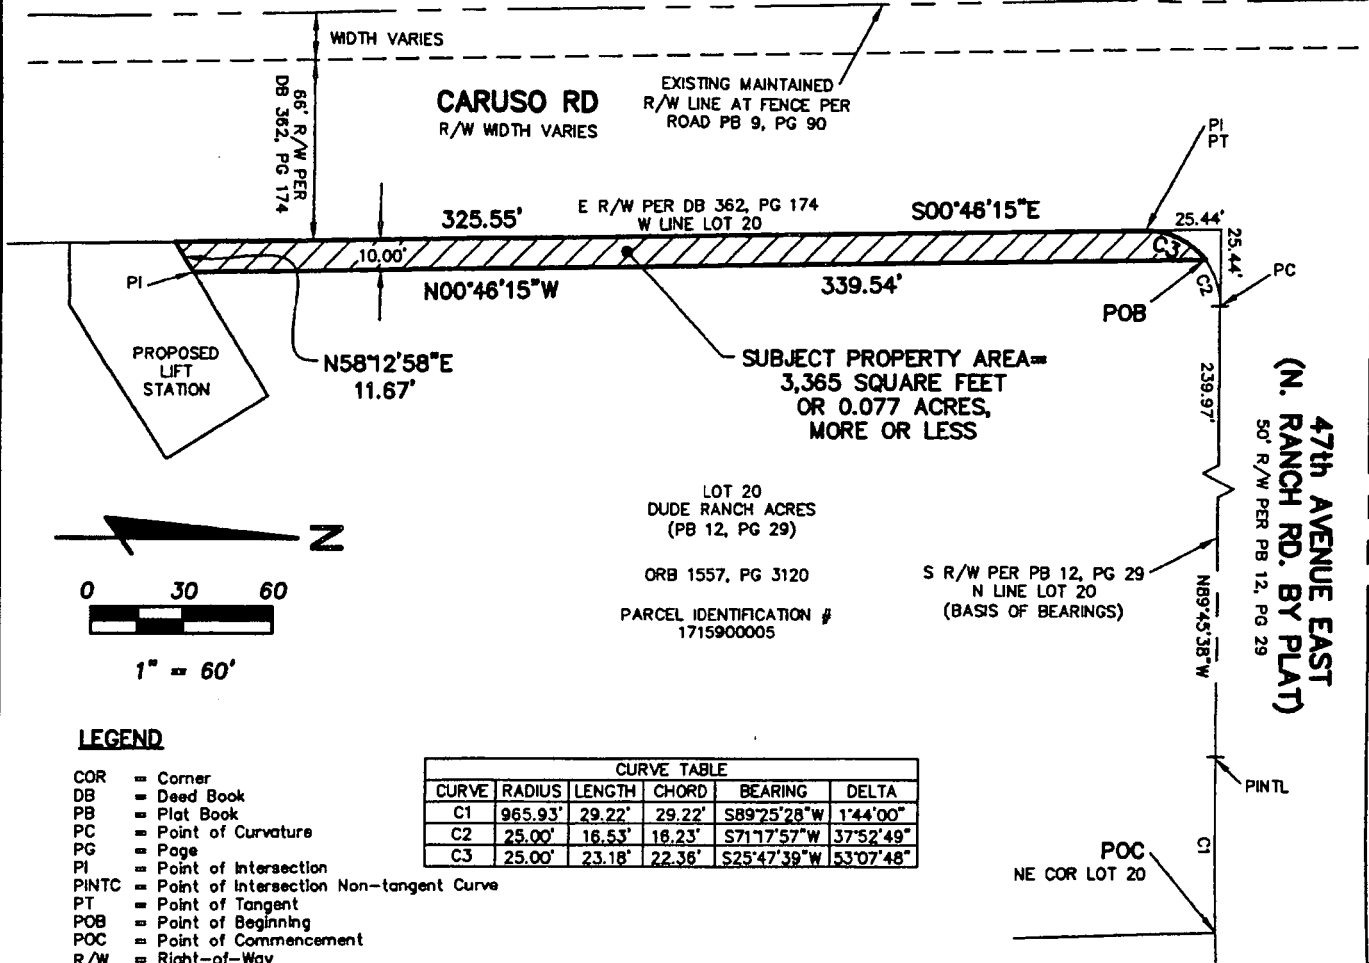 WIDTH VARIES
66' R/W PER
DB 362, PG 174
CARUSO RD
R/W WIDTH VARIES
EXISTING MAINTAINED
R/W LINE AT FENCE PER
ROAD PB 9, PG 90
PI
PT
325.55'
E R/W PER DB 362, PG 174
W LINE LOT 20
S00°46'15"E
25.44'
25.44'
10.00'
C3
C2
PC
PI
N00°46'15"W
339.54'
POB
PROPOSED
LIFT
STATION
N58°12'58"E
11.67'
SUBJECT PROPERTY AREA=
3,365 SQUARE FEET
OR 0.077 ACRES,
MORE OR LESS
239.97'
47th AVENUE EAST
(N. RANCH RD. BY PLAT)
50' R/W PER PB 12, PG 29
LOT 20
DUDE RANCH ACRES
(PB 12, PG 29)
ORB 1557, PG 3120
PARCEL IDENTIFICATION #
1715900005
S R/W PER PB 12, PG 29
N LINE LOT 20
(BASIS OF BEARINGS)
N89°45'38"W
N
0 30 60
1" = 60'
PINTL
C1
POC
NE COR LOT 20
LEGEND
COR = Corner
DB = Deed Book
PB = Plat Book
PC = Point of Curvature
PG = Page
PI = Point of Intersection
PINTC = Point of Intersection Non-tangent Curve
PT = Point of Tangent
POB = Point of Beginning
POC = Point of Commencement
R/W = Right-of-Way
CURVE TABLE
CURVE RADIUS LENGTH CHORD BEARING DELTA
C1 965.93' 29.22' 29.22' S89°25'28"W 1°44'00"
C2 25.00' 16.53' 16.23' S71°17'57"W 37°52'49"
C3 25.00' 23.18' 22.36' S25°47'39"W 53°07'48"